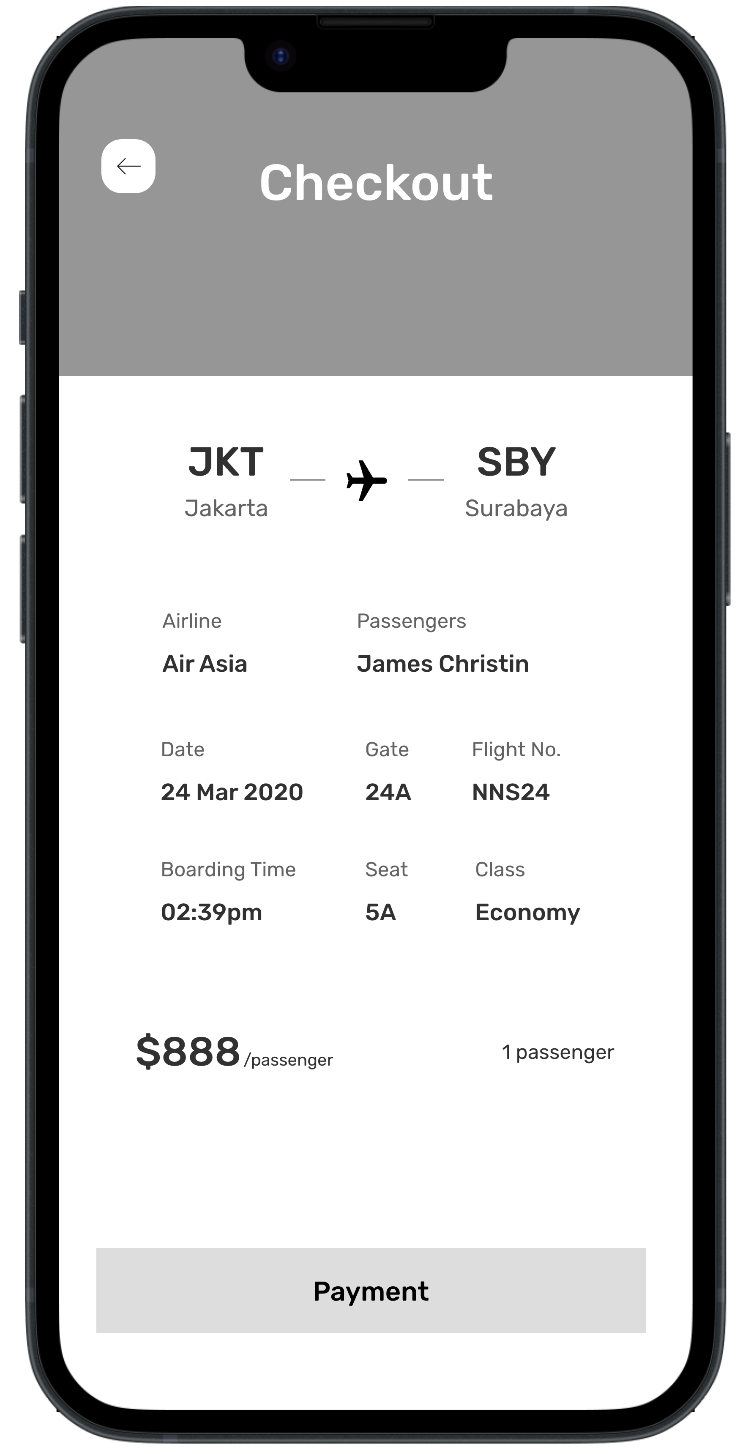 Checkout
JKT SBY
Jakarta Surabaya
Airline Passengers
Air Asia James Christin
Date Gate Flight No.
24 Mar 2020 24A NNS24
Boarding Time Seat Class
02:39pm 5A Economy
$888/passenger 1 passenger
Payment